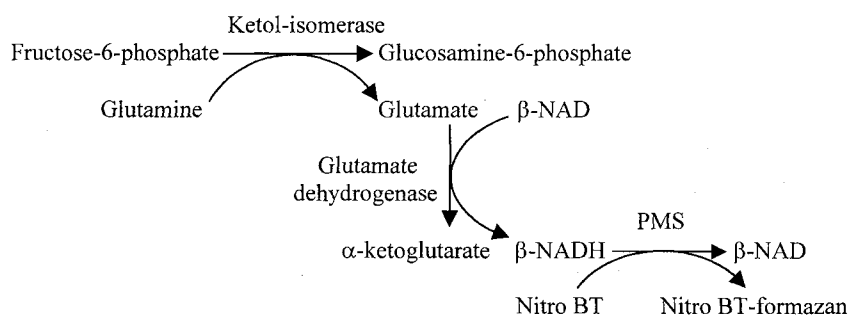 Ketol-isomerase
Fructose-6-phosphate Glucosamine-6-phosphate
Glutamine Glutamate β-NAD
Glutamate
dehydrogenase
PMS
α-ketoglutarate β-NADH β-NAD
Nitro BT Nitro BT-formazan